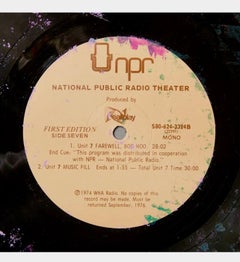 npr
NATIONAL PUBLIC RADIO THEATER
Produced by
FIRST EDITION
SIDE SEVEN
MONO
1. Unit 7 FAREWELL, 28:02
End Cue: "This program was distributed in cooperation
with NPR — National Public Radio."
2. Unit 7 MUSIC FILL Ends at 1:55 — Total Unit 7 Time 30:00
Ⓟ 1974 WHA Radio. No copies of this
record may be made. Must be
returned September, 1976.